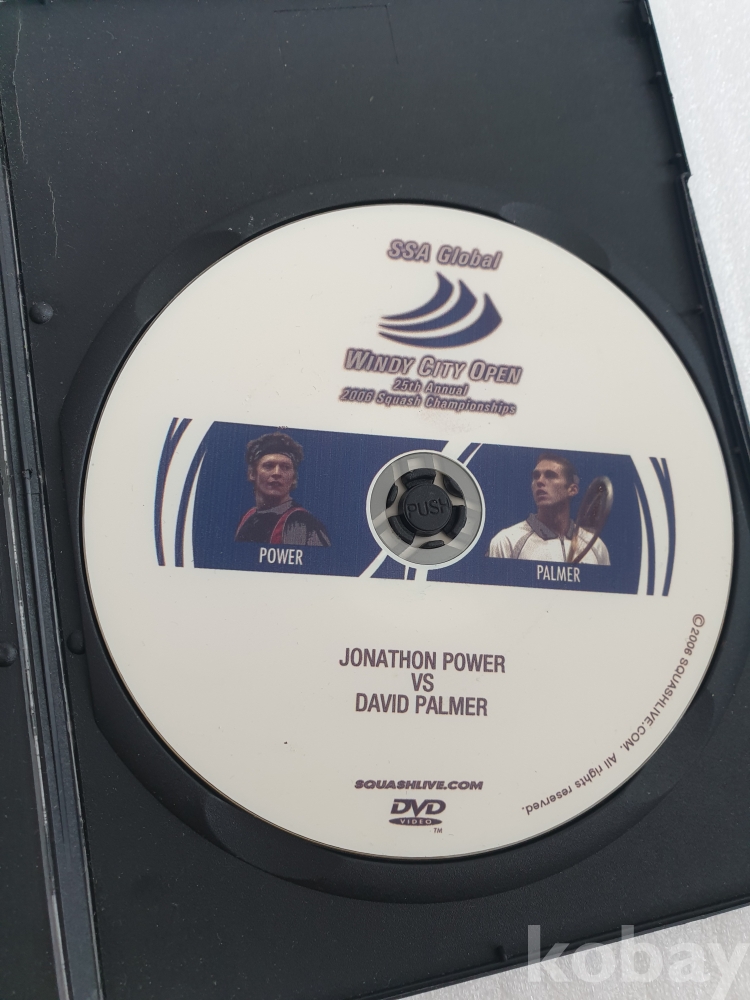 SSA Global
WINDY CITY OPEN
25th Annual
2006 Squash Championships
PUSH
POWER
PALMER
JONATHON POWER
VS
DAVID PALMER
©2006 SQUASHLIVE.COM. All rights reserved.
SQUASHLIVE.COM
DVD
VIDEO
TM
kobay